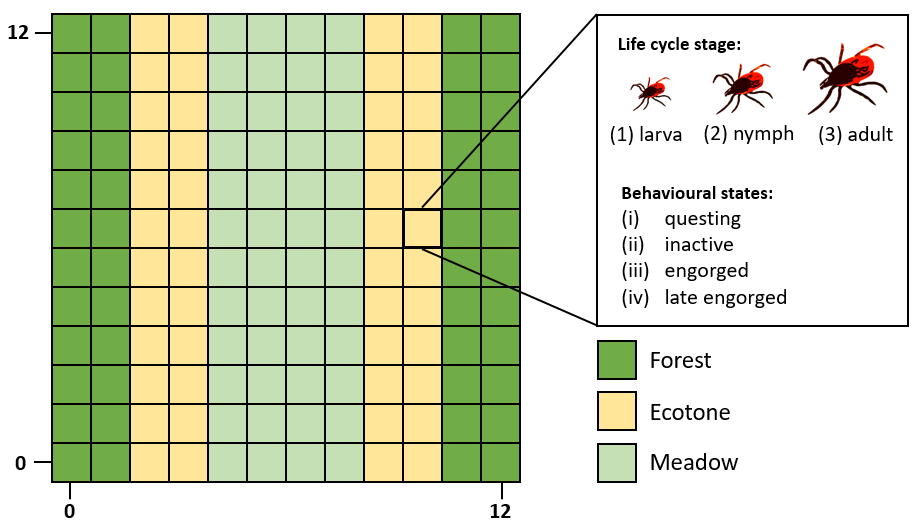 12
0
0
12
Life cycle stage:
(1) larva
(2) nymph
(3) adult
Behavioural states:
(i) questing
(ii) inactive
(iii) engorged
(iv) late engorged
Forest
Ecotone
Meadow